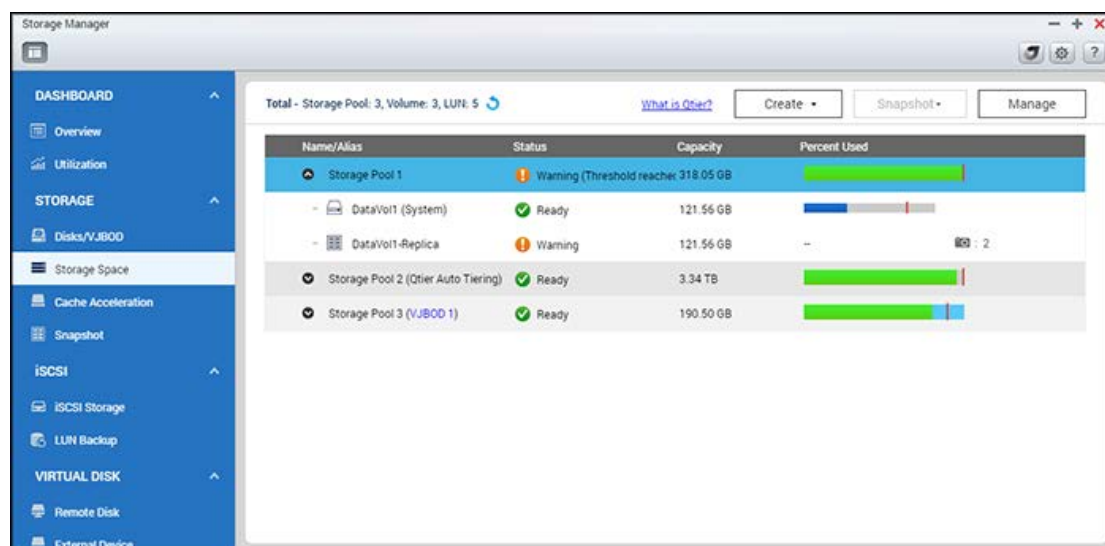 Storage Manager
DASHBOARD
Overview
Utilization
STORAGE
Disks/VJBOD
Storage Space
Cache Acceleration
Snapshot
iSCSI
iSCSI Storage
LUN Backup
VIRTUAL DISK
Remote Disk
External Device
Total - Storage Pool: 3, Volume: 3, LUN: 5 What is Qtier? Create Snapshot Manage
Name/Alias Status Capacity Percent Used
Storage Pool 1 Warning (Threshold reached 318.05 GB
DataVol1 (System) Ready 121.56 GB
DataVol1-Replica Warning 121.56 GB -- : 2
Storage Pool 2 (Qtier Auto Tiering) Ready 3.34 TB
Storage Pool 3 (VJBOD 1) Ready 190.50 GB